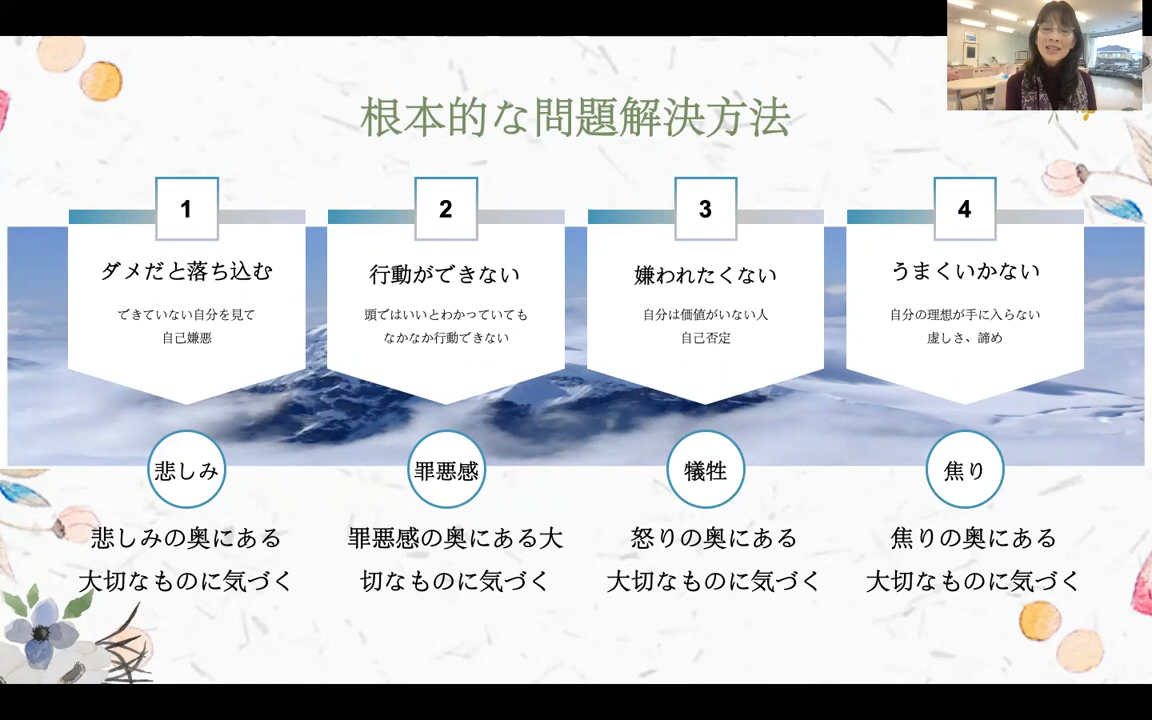 根本的な問題解決方法
1
ダメだと落ち込む
できていない自分を見て
自己嫌悪
悲しみ
悲しみの奥にある
大切なものに気づく
2
行動ができない
頭ではいいとわかっていても
なかなか行動できない
罪悪感
罪悪感の奥にある大
切なものに気づく
3
嫌われたくない
自分は価値がいない人
自己否定
犠牲
怒りの奥にある
大切なものに気づく
4
うまくいかない
自分の理想が手に入らない
虚しさ、諦め
焦り
焦りの奥にある
大切なものに気づく